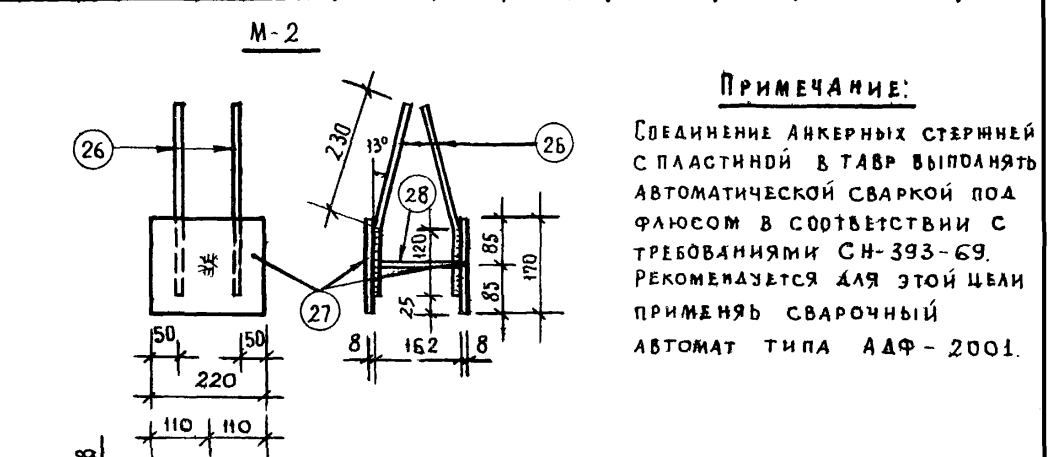 М-2
26
230
13°
26
28
120
25
85
85
170
27
50
50
220
110
110
8
162
8
ПРИМЕЧАНИЕ:
СОЕДИНЕНИЕ АНКЕРНЫХ СТЕРЖНЕЙ
С ПЛАСТИНОЙ В ТАВР ВЫПОЛНЯТЬ
АВТОМАТИЧЕСКОЙ СВАРКОЙ ПОД
ФЛЮСОМ В СООТВЕТСТВИИ С
ТРЕБОВАНИЯМИ СН-393-69.
РЕКОМЕНДУЕТСЯ ДЛЯ ЭТОЙ ЦЕЛИ
ПРИМЕНЯЬ СВАРОЧНЫЙ
АВТОМАТ ТИПА АДФ-2001.